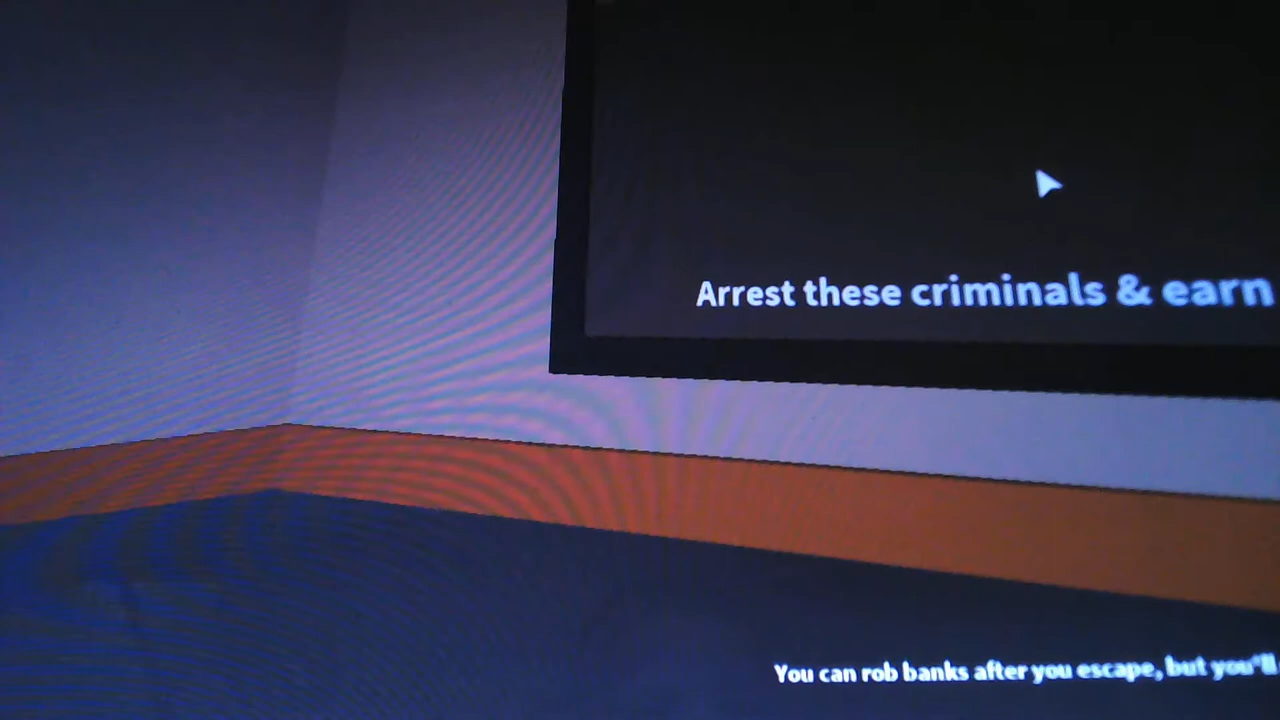 Arrest these criminals & earn
You can rob banks after you escape, but you'll